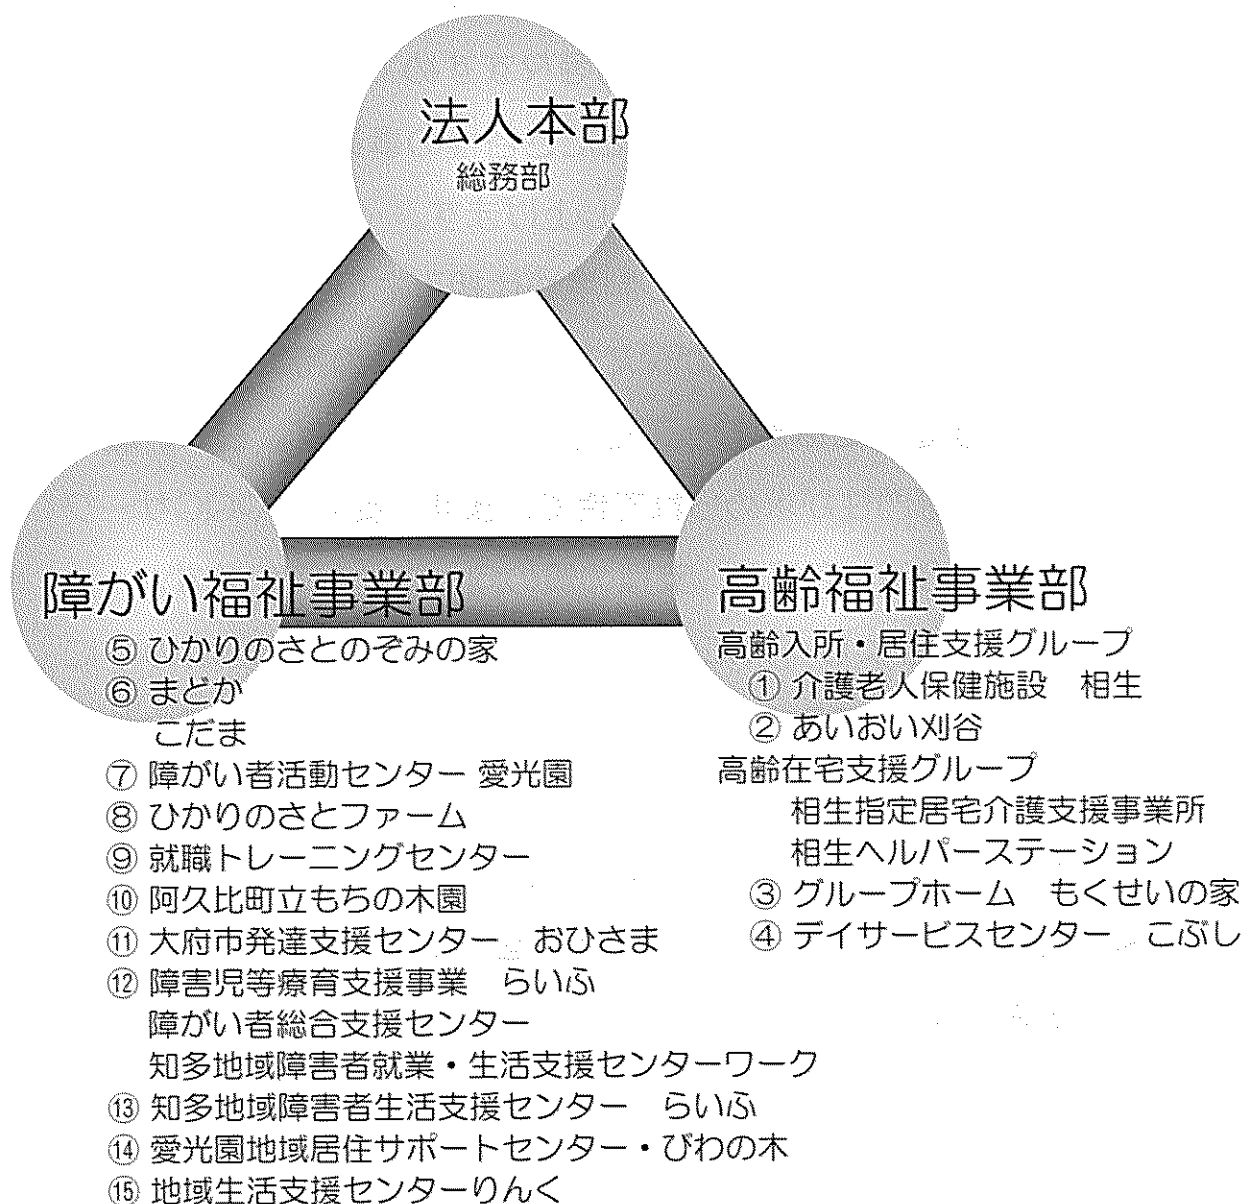 法人本部
総務部
障がい福祉事業部
⑤ ひかりのさとのぞみの家
⑥ まどか
こだま
⑦ 障がい者活動センター 愛光園
⑧ ひかりのさとファーム
⑨ 就職トレーニングセンター
⑩ 阿久比町立もちの木園
⑪ 大府市発達支援センター　おひさま
⑫ 障害児等療育支援事業　らいふ
障がい者総合支援センター
知多地域障害者就業・生活支援センターワーク
⑬ 知多地域障害者生活支援センター　らいふ
⑭ 愛光園地域居住サポートセンター・びわの木
⑮ 地域生活支援センターりんく
高齢福祉事業部
高齢入所・居住支援グループ
① 介護老人保健施設　相生
② あいおい刈谷
高齢在宅支援グループ
相生指定居宅介護支援事業所
相生ヘルパーステーション
③ グループホーム　もくせいの家
④ デイサービスセンター　こぶし